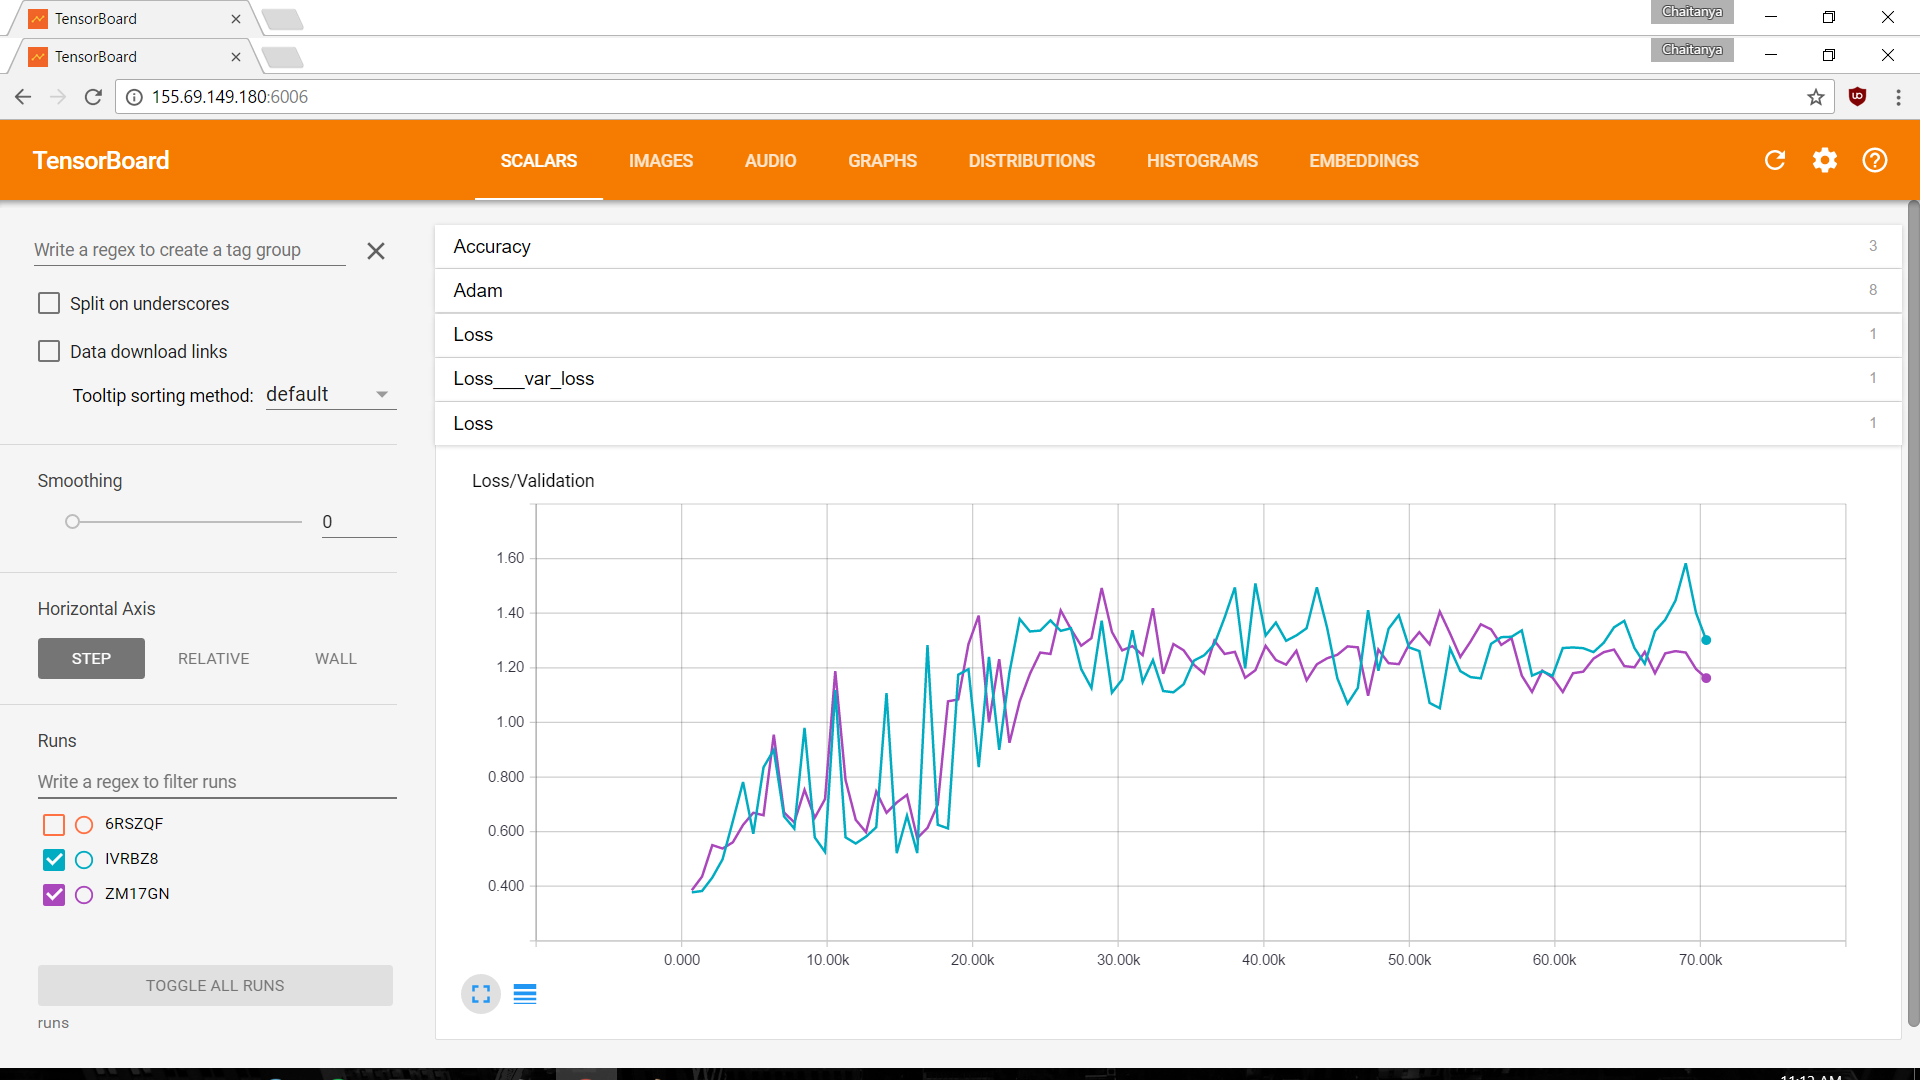 TensorBoard
Chaitanya
TensorBoard
Chaitanya
155.69.149.180:6006
TensorBoard
SCALARS
IMAGES
AUDIO
GRAPHS
DISTRIBUTIONS
HISTOGRAMS
EMBEDDINGS
Write a regex to create a tag group
Split on underscores
Data download links
Tooltip sorting method: default
Smoothing
0
Horizontal Axis
STEP
RELATIVE
WALL
Runs
Write a regex to filter runs
6RSZQF
IVRBZ8
ZM17GN
TOGGLE ALL RUNS
runs
Accuracy 3
Adam 8
Loss 1
Loss___var_loss 1
Loss 1
Loss/Validation
1.60
1.40
1.20
1.00
0.800
0.600
0.400
0.000 10.00k 20.00k 30.00k 40.00k 50.00k 60.00k 70.00k